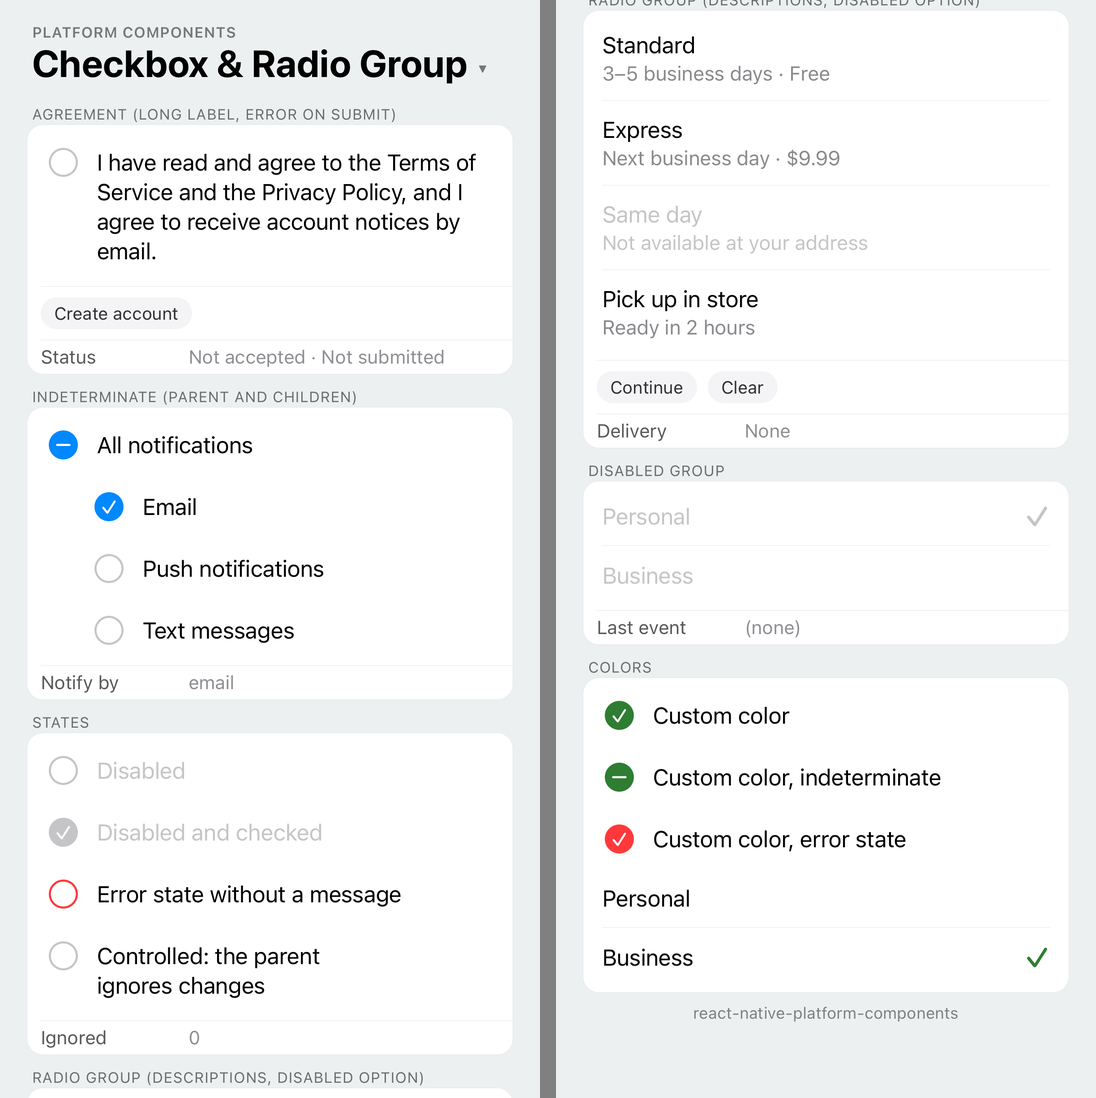 PLATFORM COMPONENTS
Checkbox & Radio Group ▾
AGREEMENT (LONG LABEL, ERROR ON SUBMIT)
I have read and agree to the Terms of
Service and the Privacy Policy, and I
agree to receive account notices by
email.
Create account
Status Not accepted · Not submitted
INDETERMINATE (PARENT AND CHILDREN)
All notifications
Email
Push notifications
Text messages
Notify by email
STATES
Disabled
Disabled and checked
Error state without a message
Controlled: the parent
ignores changes
Ignored 0
RADIO GROUP (DESCRIPTIONS, DISABLED OPTION)
RADIO GROUP (DESCRIPTIONS, DISABLED OPTION)
Standard
3–5 business days · Free
Express
Next business day · $9.99
Same day
Not available at your address
Pick up in store
Ready in 2 hours
Continue Clear
Delivery None
DISABLED GROUP
Personal
Business
Last event (none)
COLORS
Custom color
Custom color, indeterminate
Custom color, error state
Personal
Business
react-native-platform-components